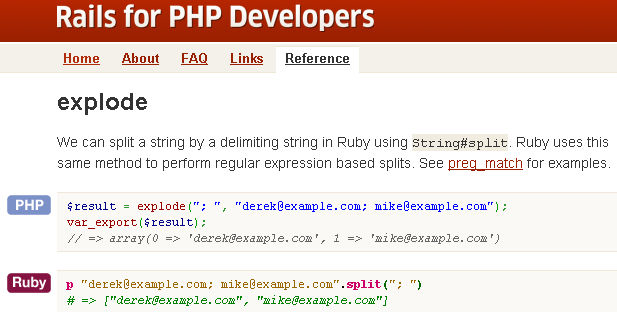 Rails for PHP Developers
Home About FAQ Links Reference
explode
We can split a string by a delimiting string in Ruby using String#split. Ruby uses this
same method to perform regular expression based splits. See preg_match for examples.
PHP
$result = explode("; ", "derek@example.com; mike@example.com");
var_export($result);
// => array(0 => 'derek@example.com', 1 => 'mike@example.com')
Ruby
p "derek@example.com; mike@example.com".split("; ")
# => ["derek@example.com", "mike@example.com"]